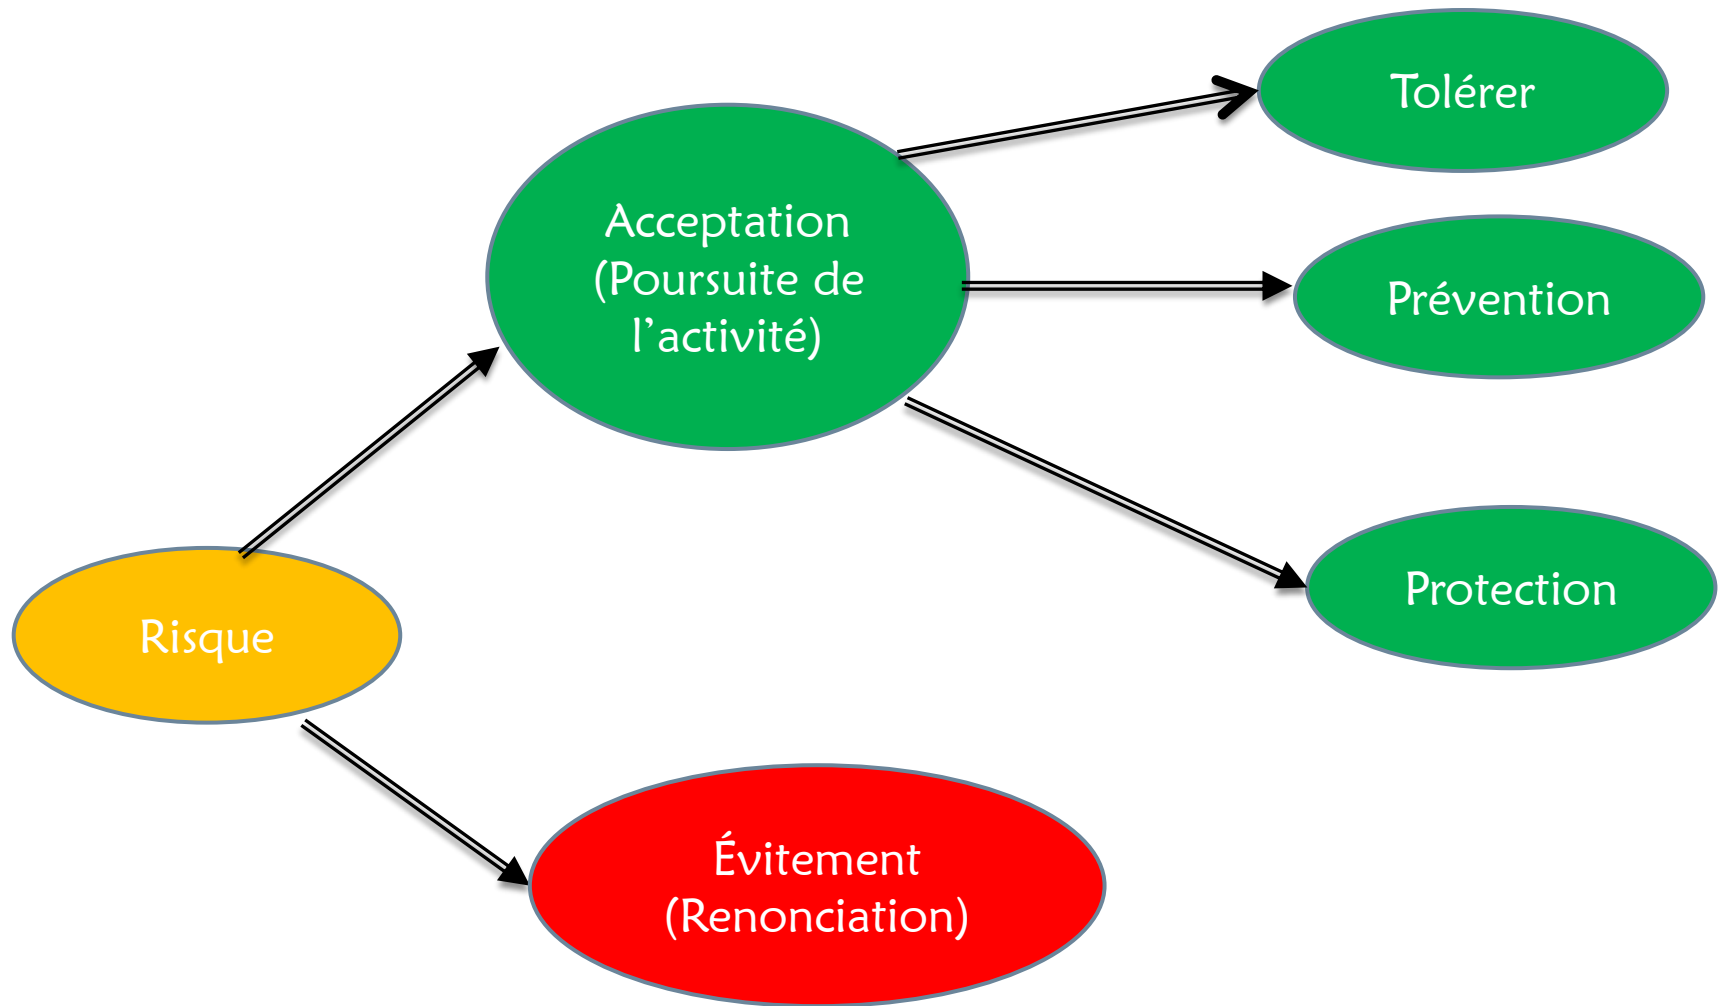 Tolérer
Acceptation
(Poursuite de
l’activité)
Prévention
Protection
Risque
Évitement
(Renonciation)